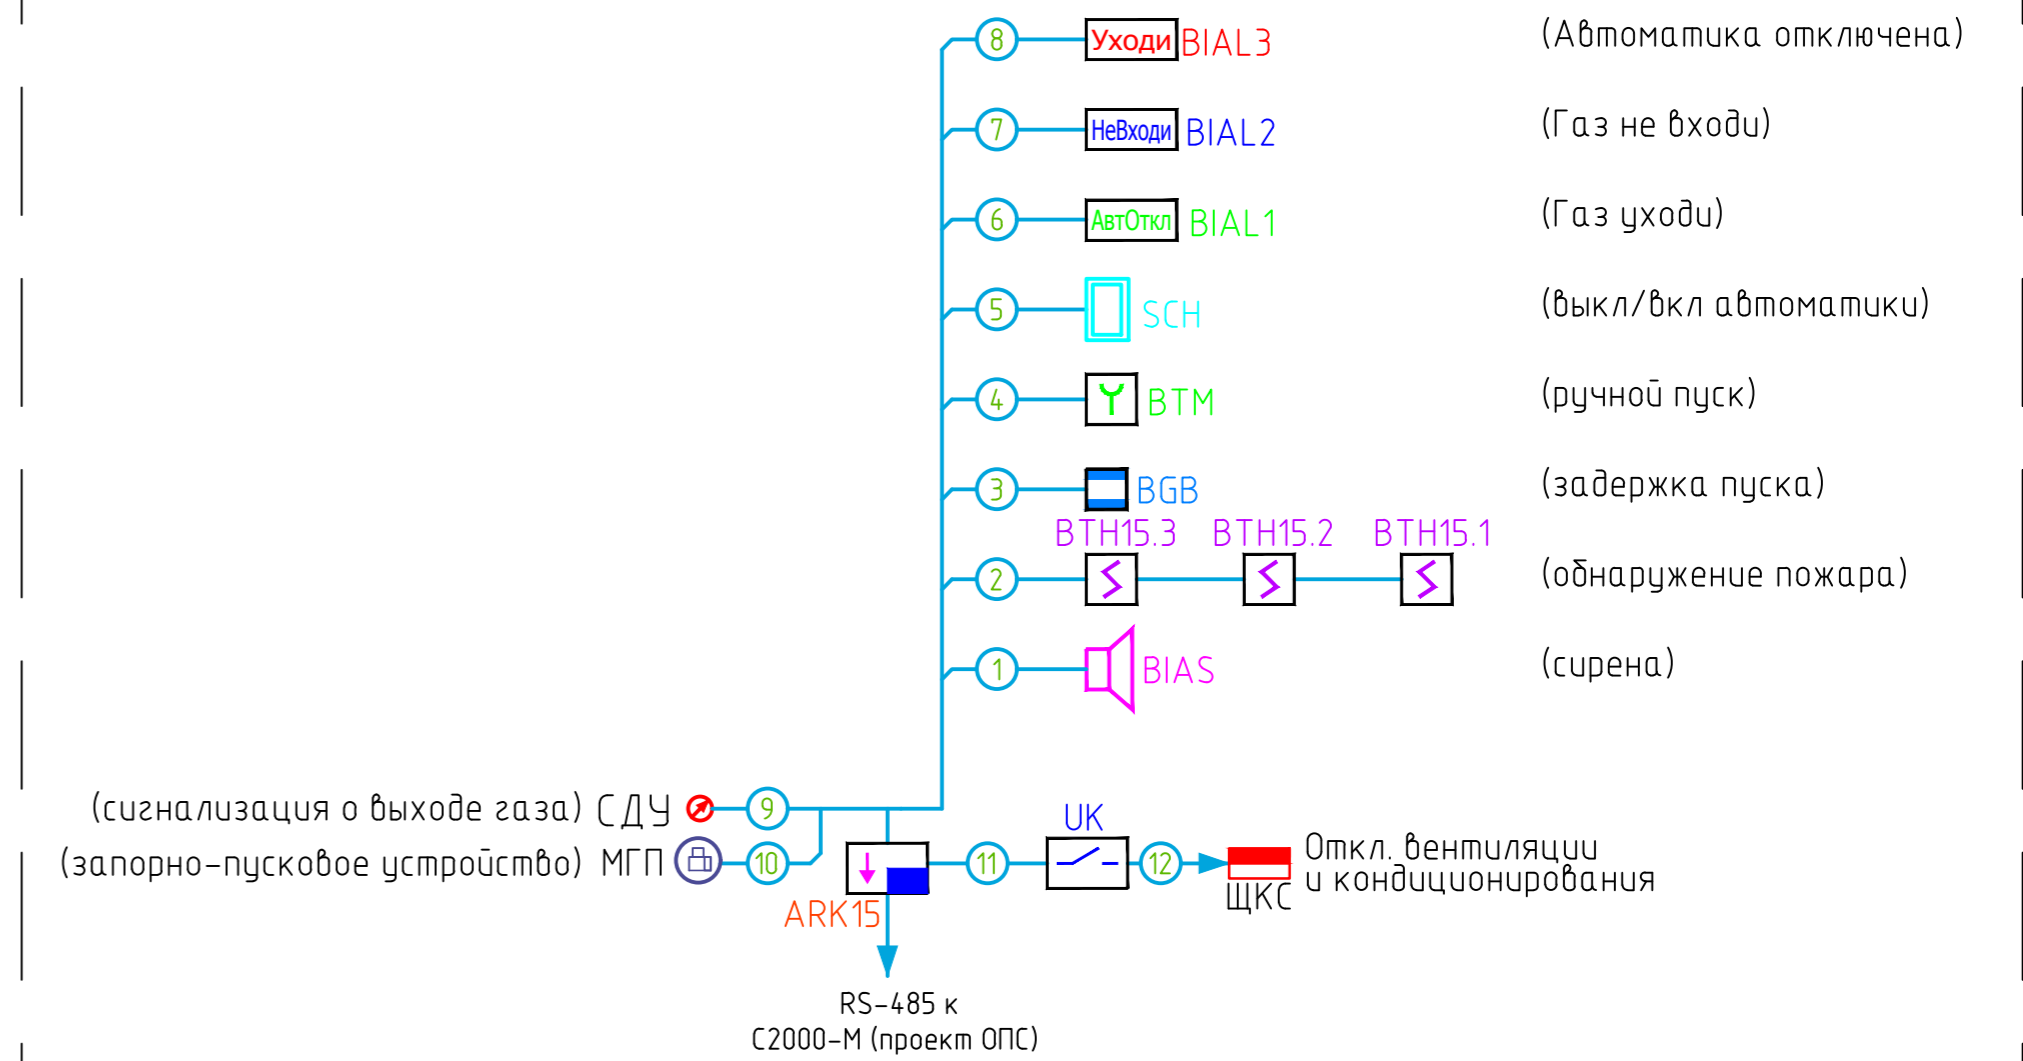 8 Уходи BIAL3 (Автоматика отключена)
7 НеВходи BIAL2 (Газ не входи)
6 АвтОткл BIAL1 (Газ уходи)
5 SCH (выкл/вкл автоматики)
4 BTM (ручной пуск)
3 BGB (задержка пуска)
BTH15.3 BTH15.2 BTH15.1
2 (обнаружение пожара)
1 BIAS (сирена)
(сигнализация о выходе газа) СДУ 9
UK
(запорно-пусковое устройство) МГП 10 11 12
Откл. вентиляции
и кондиционирования
ЩКС
ARK15
RS-485 к
С2000-М (проект ОПС)